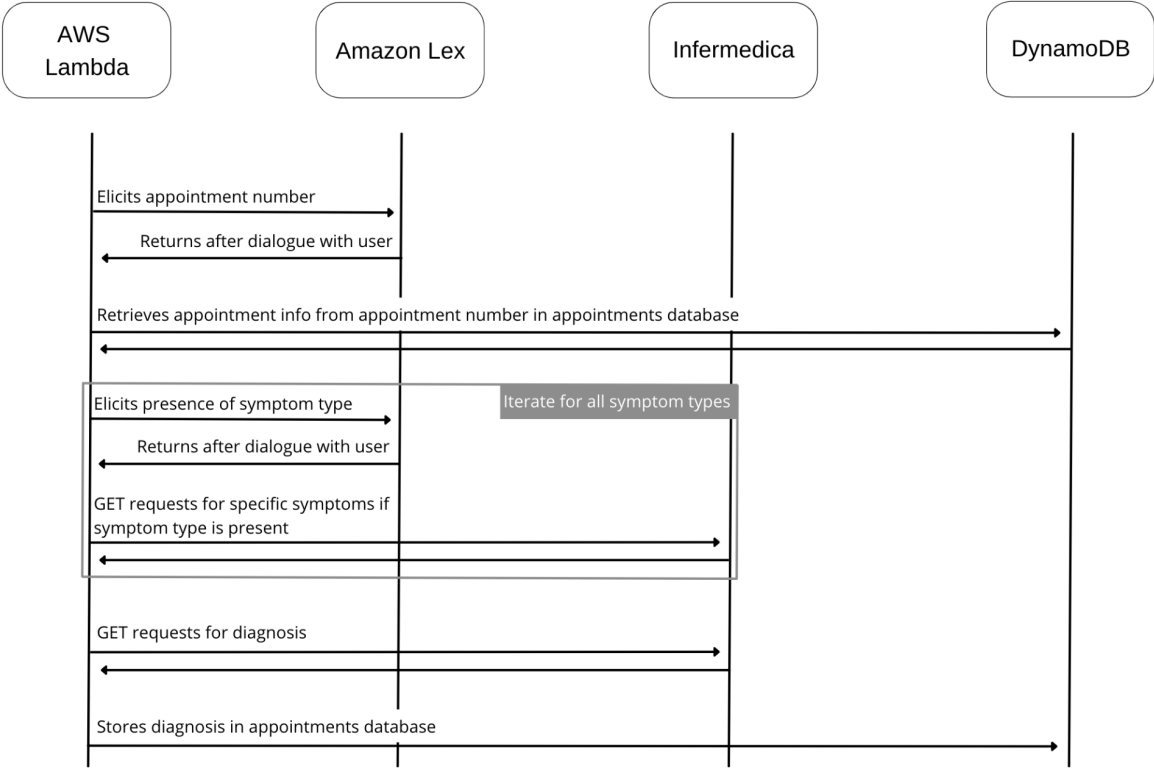 AWS
Lambda
Amazon Lex
Infermedica
DynamoDB
Elicits appointment number
Returns after dialogue with user
Retrieves appointment info from appointment number in appointments database
Iterate for all symptom types
Elicits presence of symptom type
Returns after dialogue with user
GET requests for specific symptoms if
symptom type is present
GET requests for diagnosis
Stores diagnosis in appointments database